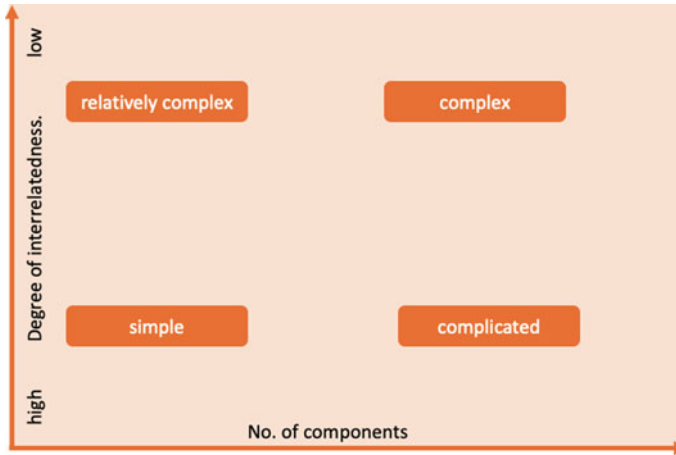 low
relatively complex
complex
Degree of interrelatedness.
simple
complicated
high
No. of components